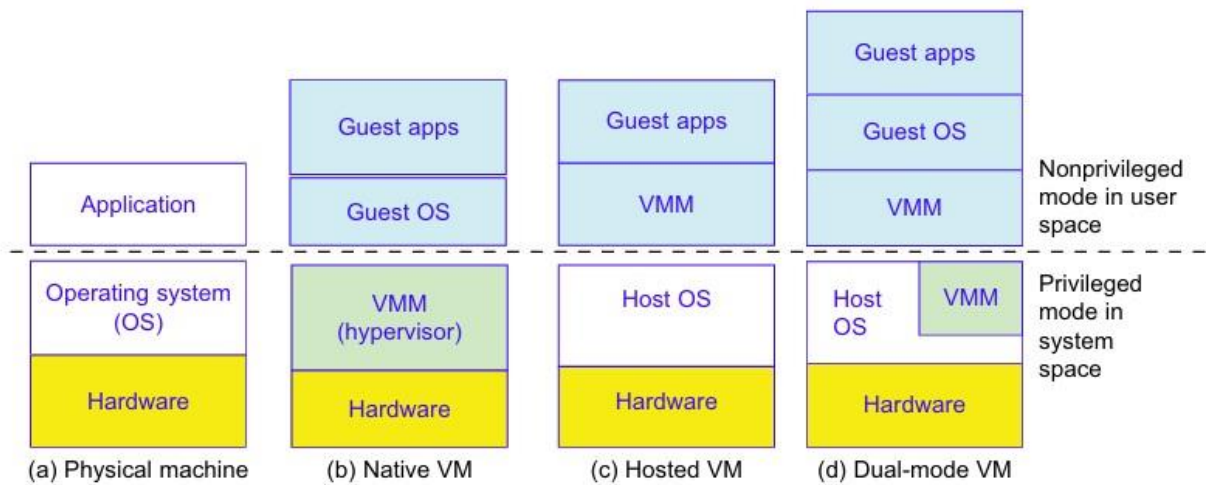 Application
Operating system
(OS)
Hardware
(a) Physical machine
Guest apps
Guest OS
VMM
(hypervisor)
Hardware
(b) Native VM
Guest apps
VMM
Host OS
Hardware
(c) Hosted VM
Guest apps
Guest OS
VMM
Host
OS
VMM
Hardware
(d) Dual-mode VM
Nonprivileged
mode in user
space
Privileged
mode in
system
space